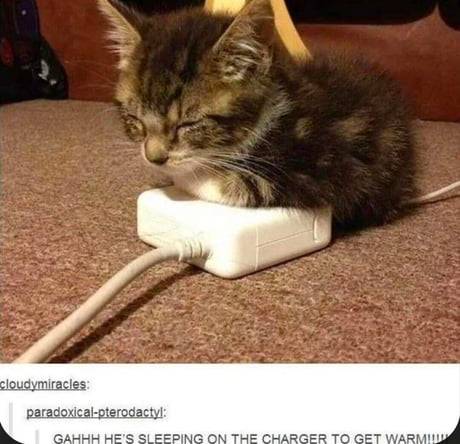 cloudymiracles:
paradoxical-pterodactyl:
GAHHH HE'S SLEEPING ON THE CHARGER TO GET WARM!!!!!